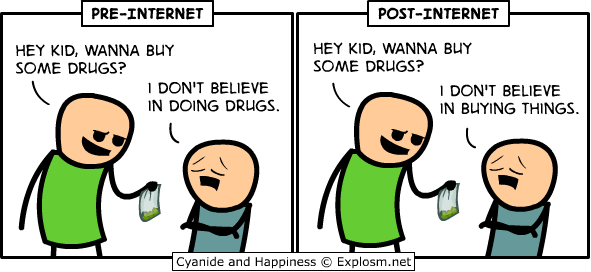 PRE-INTERNET
HEY KID, WANNA BUY
SOME DRUGS?
I DON'T BELIEVE
IN DOING DRUGS.
POST-INTERNET
HEY KID, WANNA BUY
SOME DRUGS?
I DON'T BELIEVE
IN BUYING THINGS.
Cyanide and Happiness © Explosm.net